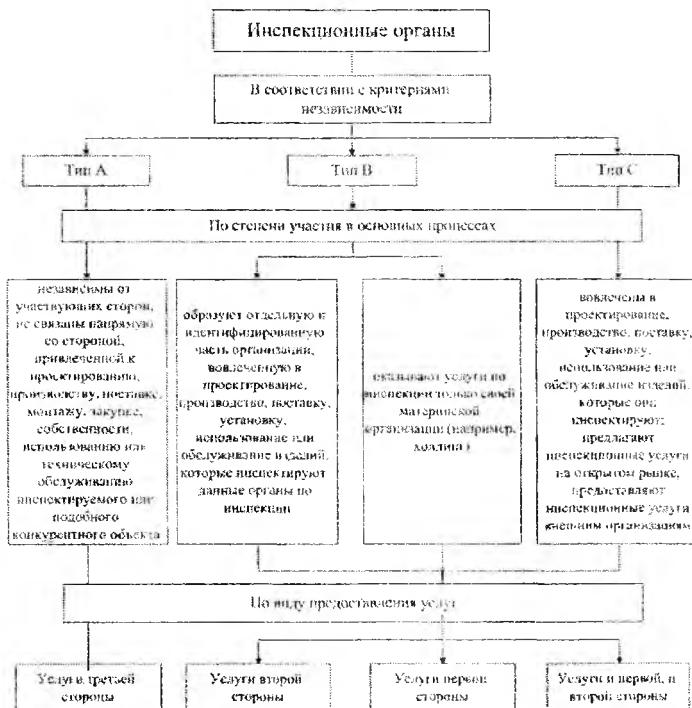 Инспекционные органы
В соответствии с критериями
независимости
Тип А
Тип В
Тип С
По степени участия в основных процессах
независимы от
участвующих сторон,
не связаны напрямую
со стороной,
привлеченной к
проектированию,
производству, поставке,
монтажу, закупке,
собственности,
использованию или
техническому
обслуживанию
инспектируемого или
подобного
конкурентного объекта
образуют отдельную и
идентифицированную
часть организации,
вовлеченную в
проектирование,
производство, поставку,
установку,
использование или
обслуживание изделий,
которые инспектируют
данные органы по
инспекции
оказывают услуги по
инспекции только своей
материнской
организации (например,
холдинга)
вовлечены в
проектирование,
производство, поставку,
установку,
использование или
обслуживание изделий,
которые они
инспектируют;
предлагают
инспекционные услуги
на открытом рынке,
предоставляют
инспекционные услуги
внешним организациям
По виду предоставления услуг
Услуги третьей
стороны
Услуги второй
стороны
Услуги первой
стороны
Услуги и первой, и
второй стороны